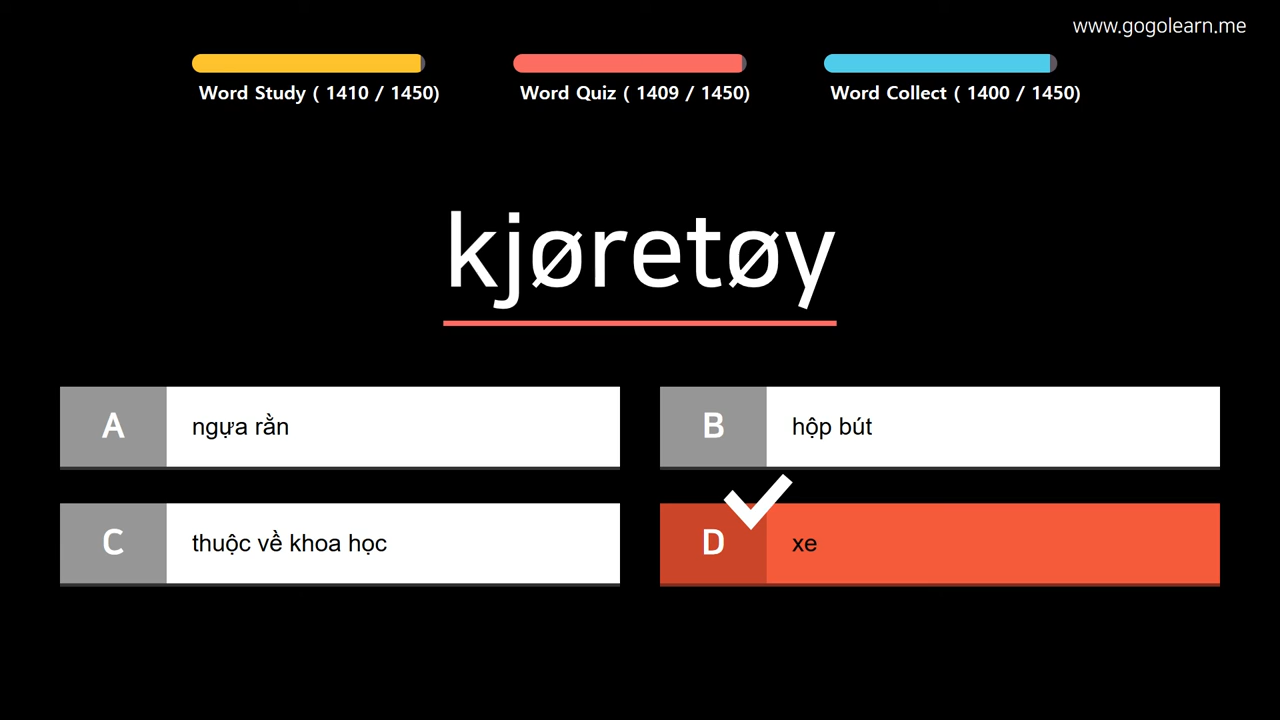 www.gogolearn.me
Word Study ( 1410 / 1450)
Word Quiz ( 1409 / 1450)
Word Collect ( 1400 / 1450)
kjøretøy
A
ngựa rằn
B
hộp bút
C
thuộc về khoa học
D
xe